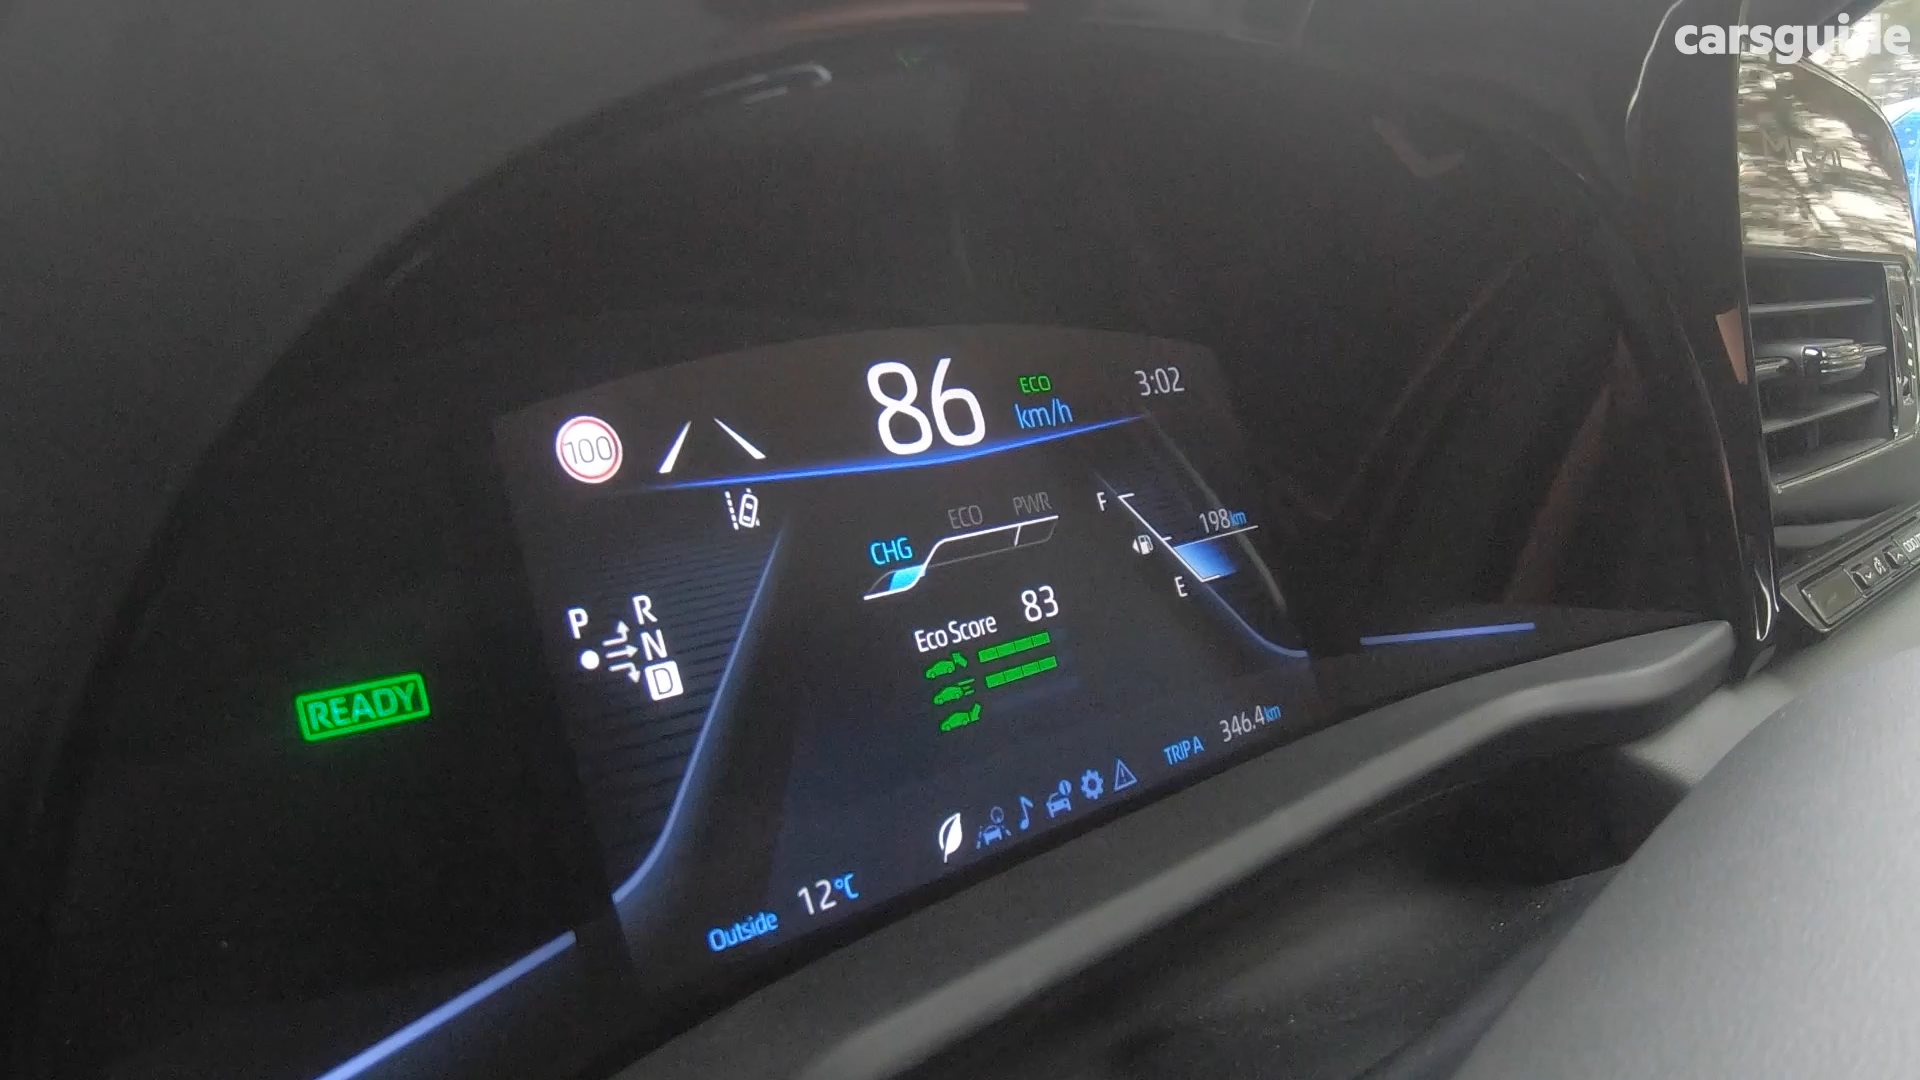 carsguide
86
ECO
km/h
3:02
100
ECO
PWR
CHG
F
198km
E
Eco Score 83
P
R
N
D
READY
TRIP A 346.4km
Outside 12°C